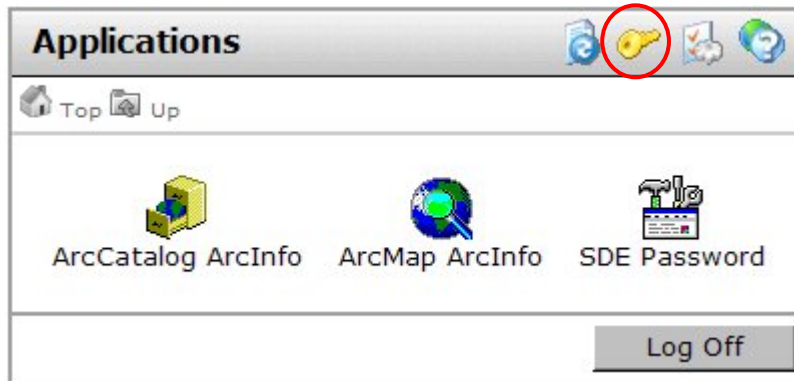 Applications
Top Up
ArcCatalog ArcInfo ArcMap ArcInfo SDE Password
Log Off